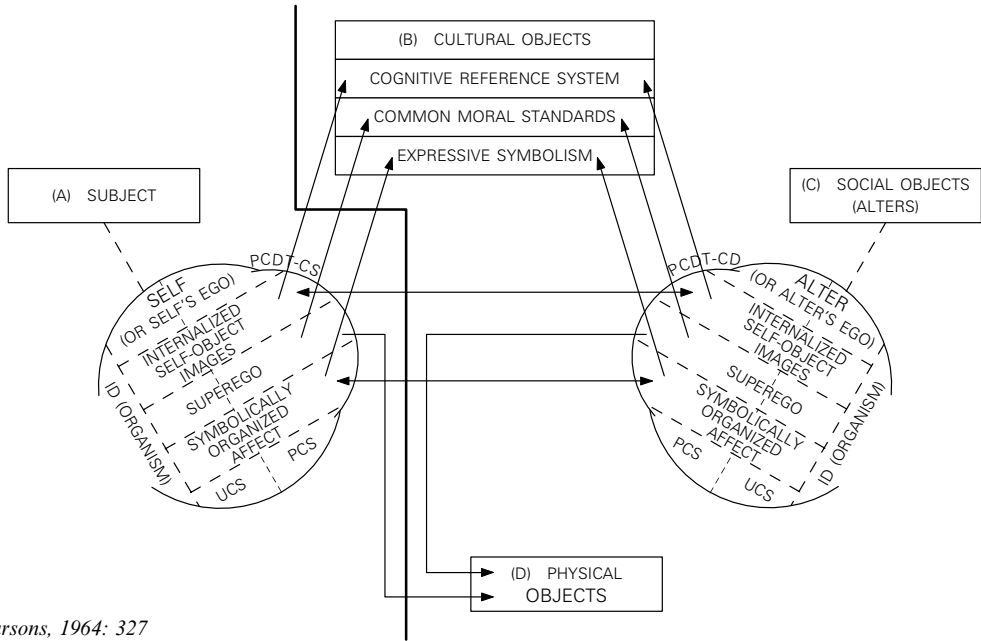 (B) CULTURAL OBJECTS
COGNITIVE REFERENCE SYSTEM
COMMON MORAL STANDARDS
EXPRESSIVE SYMBOLISM
(A) SUBJECT
(C) SOCIAL OBJECTS
(ALTERS)
PCDT-CS
SELF
(OR SELF'S EGO)
INTERNALIZED
SELF-OBJECT
IMAGES
SUPEREGO
SYMBOLICALLY
ORGANIZED
AFFECT
PCS
UCS
ID (ORGANISM)
PCDT-CD
ALTER
(OR ALTER'S EGO)
INTERNALIZED
SELF-OBJECT
IMAGES
SUPEREGO
SYMBOLICALLY
ORGANIZED
AFFECT
PCS
UCS
ID (ORGANISM)
(D) PHYSICAL
OBJECTS
arsons, 1964: 327